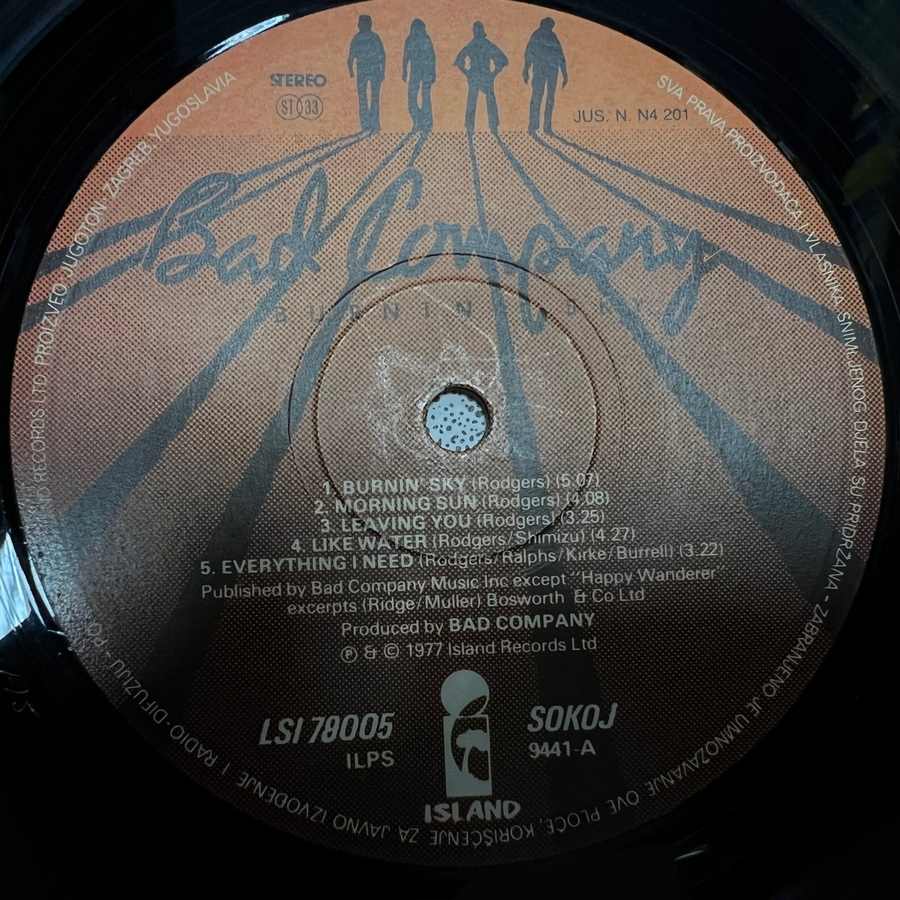 STEREO
ST 33
JUS. N. N4 201
Bad Company
BURNIN' SKY
1. BURNIN' SKY (Rodgers) (5.07)
2. MORNING SUN (Rodgers) (4.08)
3. LEAVING YOU (Rodgers) (3.25)
4. LIKE WATER (Rodgers/Shimizu) (4.27)
5. EVERYTHING I NEED (Rodgers/Ralphs/Kirke/Burrell) (3.22)
Published by Bad Company Music Inc except "Happy Wanderer"
excerpts (Ridge/Muller) Bosworth & Co Ltd
Produced by BAD COMPANY
℗ & © 1977 Island Records Ltd
LSI 78005
ILPS
SOKOJ
9441-A
ISLAND
RECORDS LTD PROIZVEO JUGOTON ZAGREB, YUGOSLAVIA
SVA PRAVA PROIZVOĐAČA I VLASNIKA SNIMLJENOG DJELA SU PRIDRŽANA - ZABRANJENO JE UMNOŽAVANJE OVE PLOČE, KORIŠĆENJE ZA JAVNO IZVOĐENJE I RADIO-DIFUZIJU